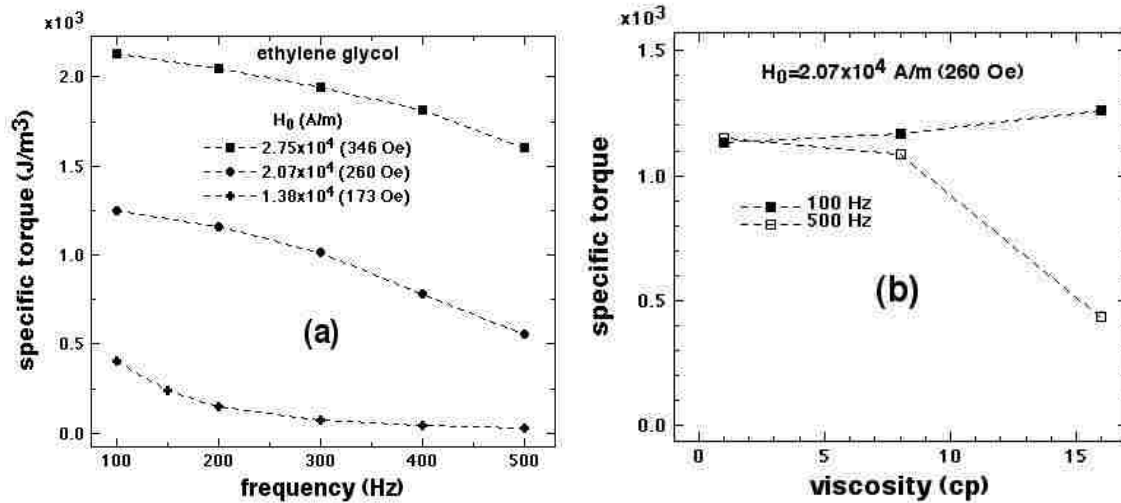 x10³
ethylene glycol
H₀ (A/m)
2.75x10⁴ (346 Oe)
2.07x10⁴ (260 Oe)
1.38x10⁴ (173 Oe)
(a)
2.0
1.5
1.0
0.5
0.0
100 200 300 400 500
frequency (Hz)
specific torque (J/m³)
x10³
H₀=2.07x10⁴ A/m (260 Oe)
100 Hz
500 Hz
(b)
1.5
1.0
0.5
0.0
0 5 10 15
viscosity (cp)
specific torque